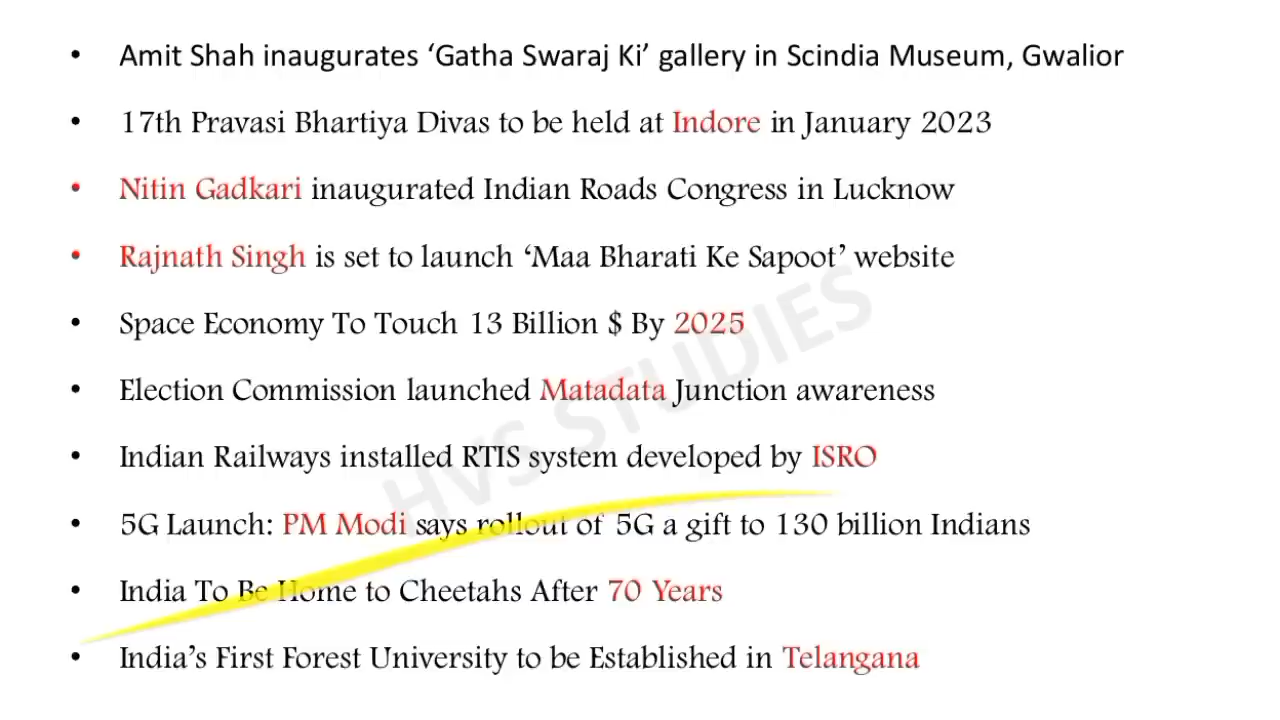 • Amit Shah inaugurates ‘Gatha Swaraj Ki’ gallery in Scindia Museum, Gwalior
• 17th Pravasi Bhartiya Divas to be held at Indore in January 2023
• Nitin Gadkari inaugurated Indian Roads Congress in Lucknow
• Rajnath Singh is set to launch ‘Maa Bharati Ke Sapoot’ website
• Space Economy To Touch 13 Billion $ By 2025
• Election Commission launched Matadata Junction awareness
• Indian Railways installed RTIS system developed by ISRO
• 5G Launch: PM Modi says rollout of 5G a gift to 130 billion Indians
• India To Be Home to Cheetahs After 70 Years
• India’s First Forest University to be Established in Telangana
HVS STUDIES